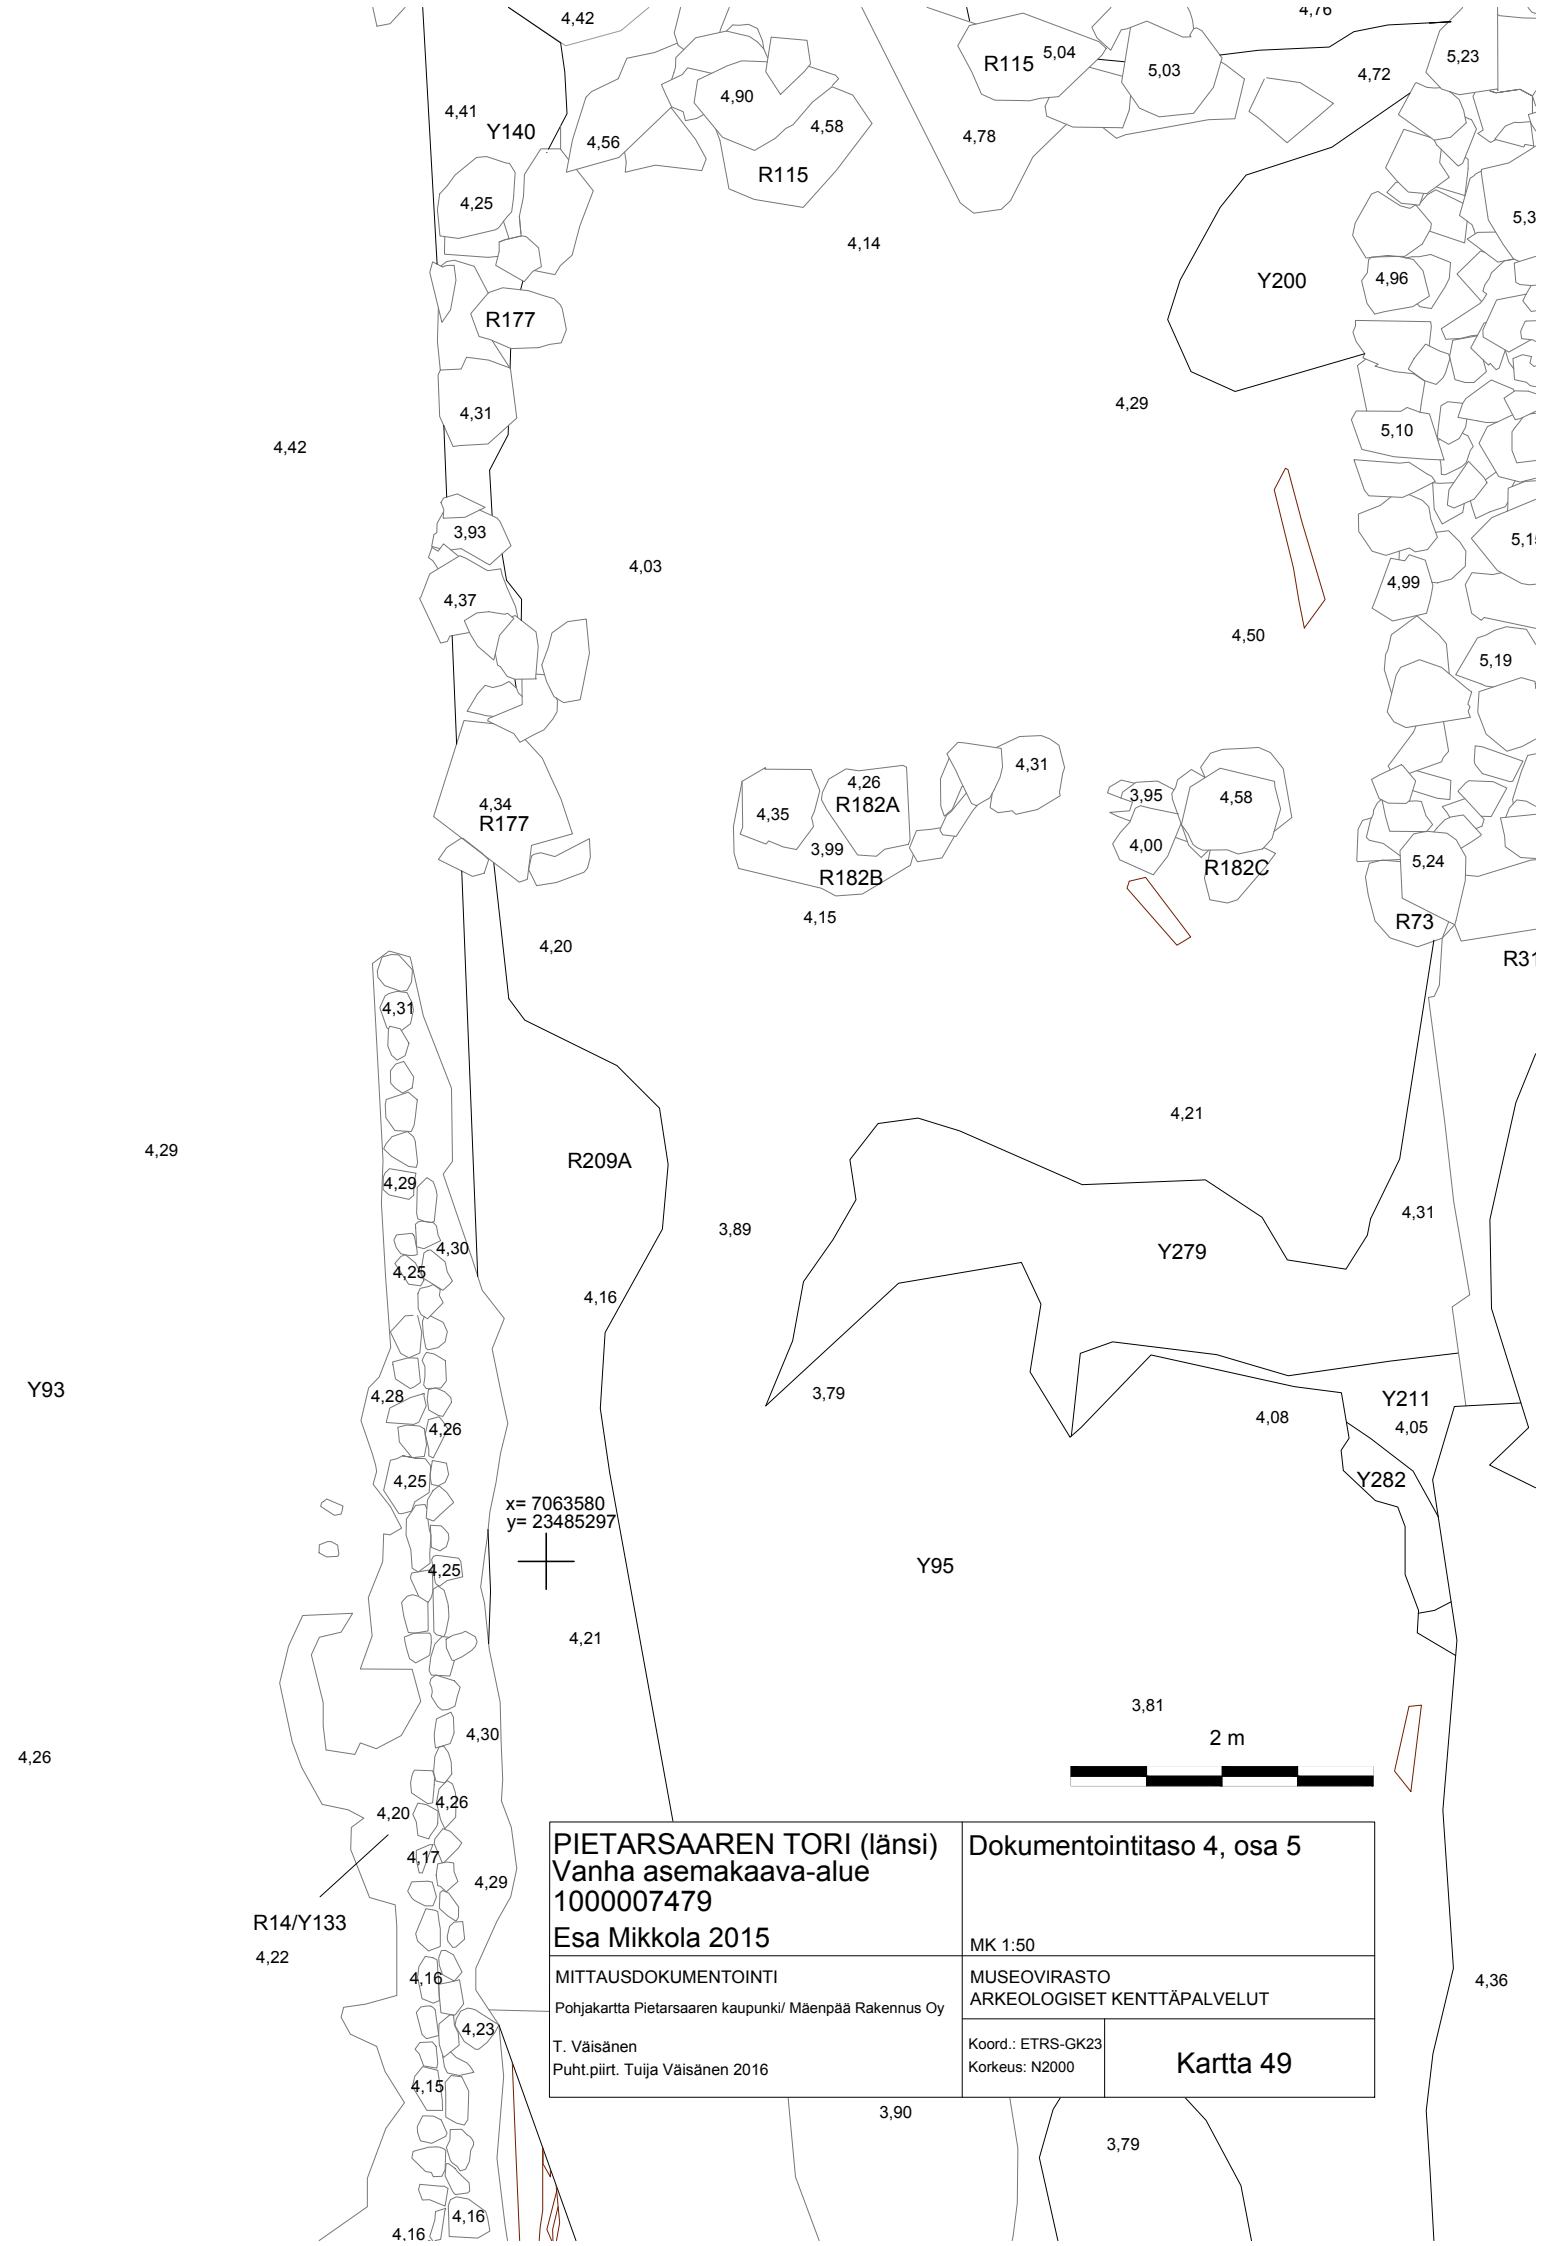 4,42
4,76
R115 5,04
5,03
5,23
4,72
4,90
4,41
Y140
4,56
4,58
4,78
R115
4,25
5,3
4,14
Y200
4,96
R177
4,31
4,29
5,10
4,42
3,93
5,15
4,03
4,37
4,99
4,50
5,19
4,31
4,26
4,35
R182A
3,95
4,58
4,34
R177
3,99
4,00
5,24
R182B
R182C
4,15
R73
4,20
R31
4,31
4,21
4,29
R209A
4,29
4,31
3,89
4,30
Y279
4,25
4,16
Y93
4,28
3,79
Y211
4,08
4,05
4,26
4,25
Y282
x= 7063580
y= 23485297
4,25
Y95
4,21
3,81
4,30
2 m
4,26
4,26
4,20
4,17
4,29
R14/Y133
4,22
4,16
4,36
4,23
4,15
4,16
4,16
PIETARSAAREN TORI (länsi)
Vanha asemakaava-alue
1000007479
Esa Mikkola 2015
Dokumentointitaso 4, osa 5
MK 1:50
MITTAUSDOKUMENTOINTI
Pohjakartta Pietarsaaren kaupunki/ Mäenpää Rakennus Oy
T. Väisänen
Puht.piirt. Tuija Väisänen 2016
MUSEOVIRASTO
ARKEOLOGISET KENTTÄPALVELUT
Koord.: ETRS-GK23
Korkeus: N2000
Kartta 49
3,90
3,79